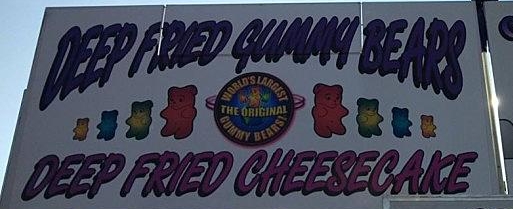 DEEP FRIED GUMMY BEARS
WORLD'S LARGEST
THE ORIGINAL
GUMMY BEARS!
DEEP FRIED CHEESECAKE